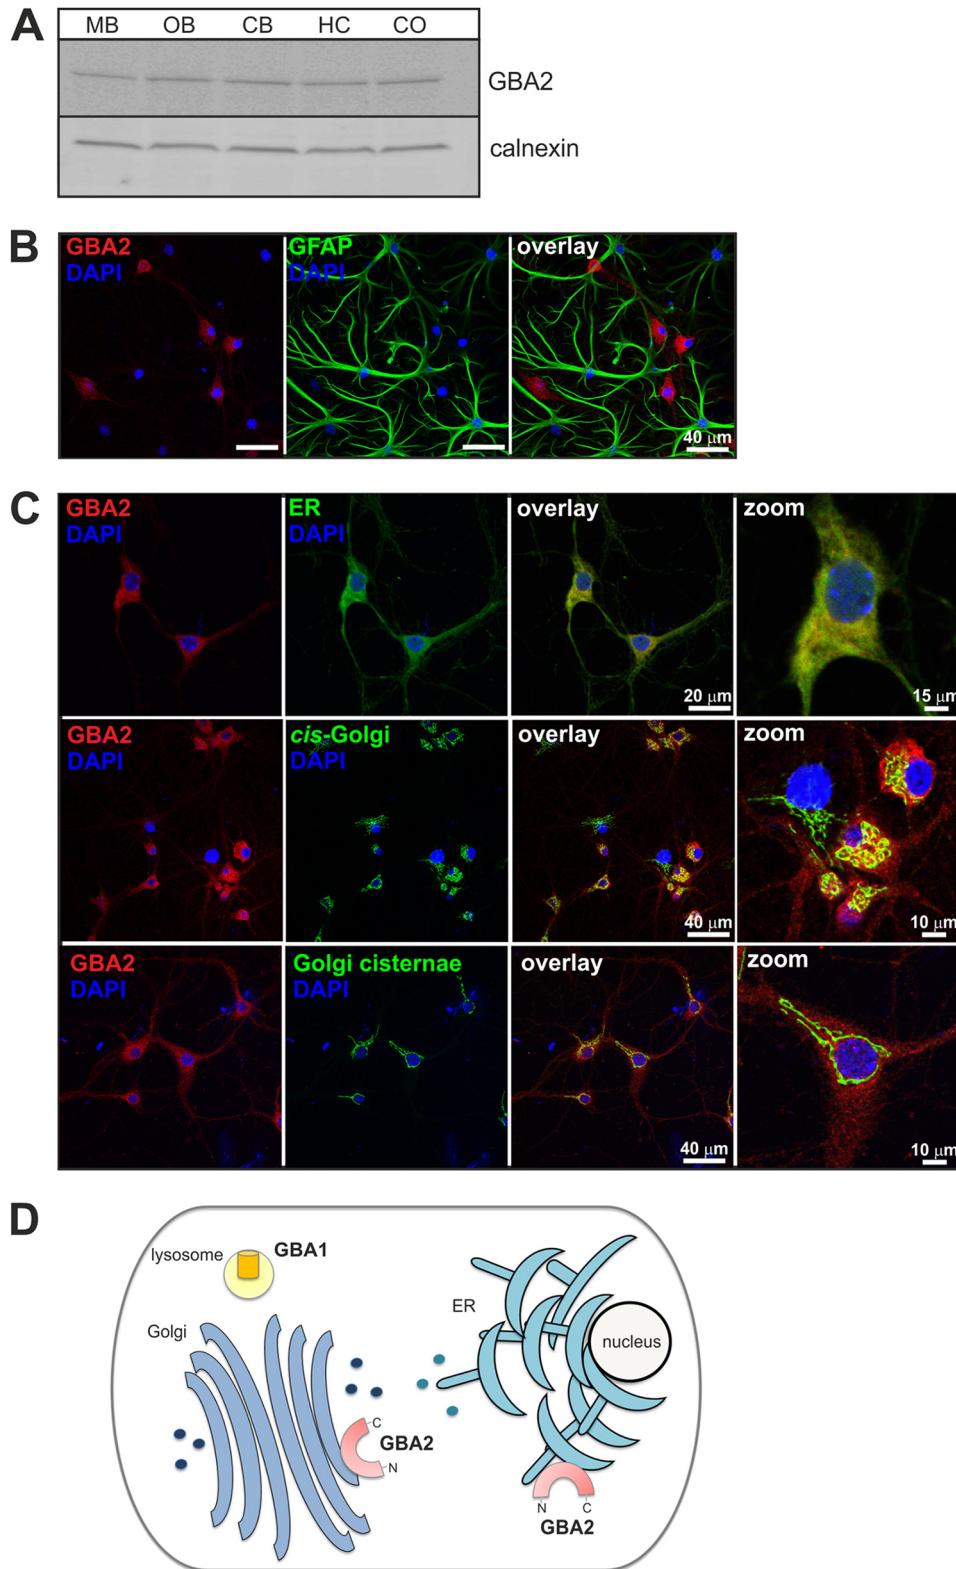 A
MB OB CB HC CO
GBA2
calnexin
B
GBA2 GFAP overlay
DAPI DAPI
40 μm
C
GBA2 ER overlay zoom
DAPI DAPI
20 μm 15 μm
GBA2 cis-Golgi overlay zoom
DAPI DAPI
40 μm 10 μm
GBA2 Golgi cisternae overlay zoom
DAPI DAPI
40 μm 10 μm
D
lysosome GBA1
ER
Golgi
nucleus
C
GBA2
N
N C
GBA2